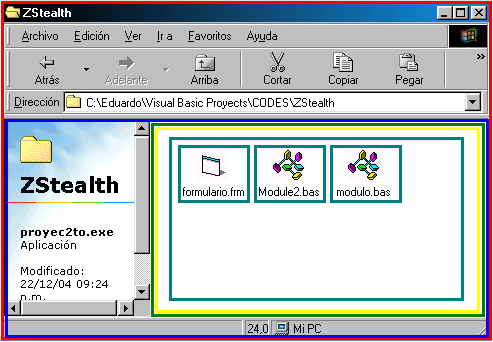 ZStealth
Archivo Edición Ver Ir a Favoritos Ayuda
Atrás Adelante Arriba Cortar Copiar Pegar »
Dirección C:\Eduardo\Visual Basic Proyects\CODES\ZStealth
ZStealth
proyec2to.exe
Aplicación
Modificado:
22/12/04 09:24
p.m.
formulario.frm Module2.bas modulo.bas
24,0 Mi PC